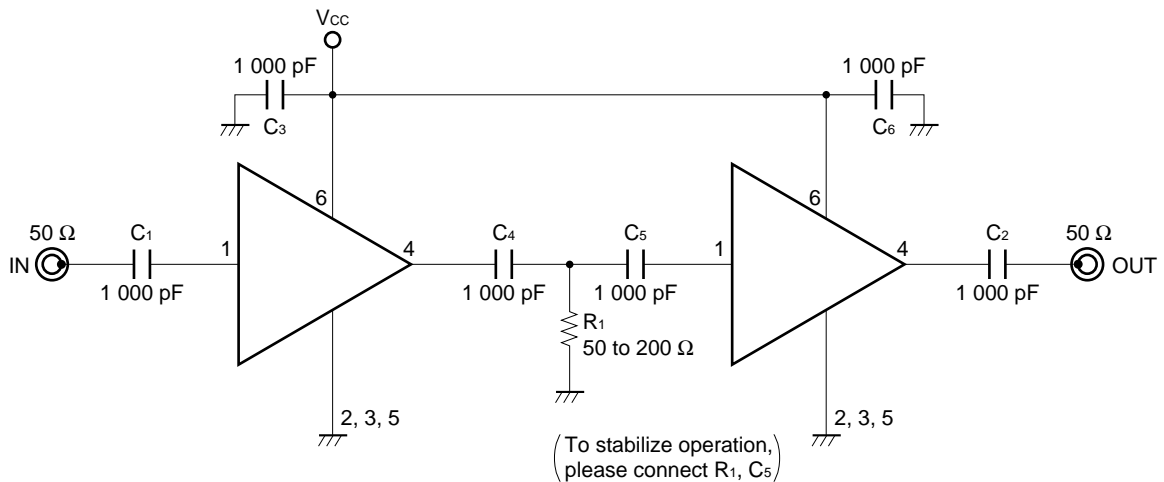 VCC
1 000 pF
C3
1 000 pF
C6
6
6
50 Ω
IN
C1
1 000 pF
1
4
C4
1 000 pF
C5
1 000 pF
1
4
C2
1 000 pF
50 Ω
OUT
R1
50 to 200 Ω
2, 3, 5
2, 3, 5
(To stabilize operation,
please connect R1, C5)